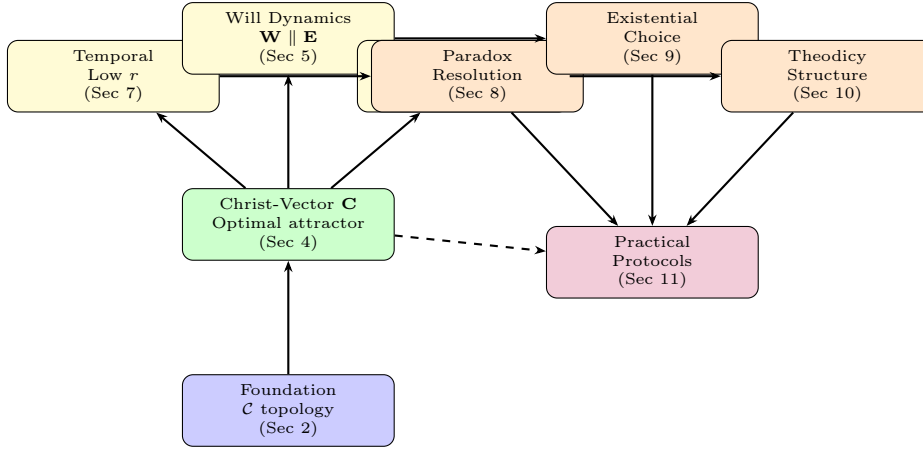 Will Dynamics
W ∥ E
(Sec 5)
Existential
Choice
(Sec 9)
Temporal
Low r
(Sec 7)
Paradox
Resolution
(Sec 8)
Theodicy
Structure
(Sec 10)
Christ-Vector C
Optimal attractor
(Sec 4)
Practical
Protocols
(Sec 11)
Foundation
𝒞 topology
(Sec 2)